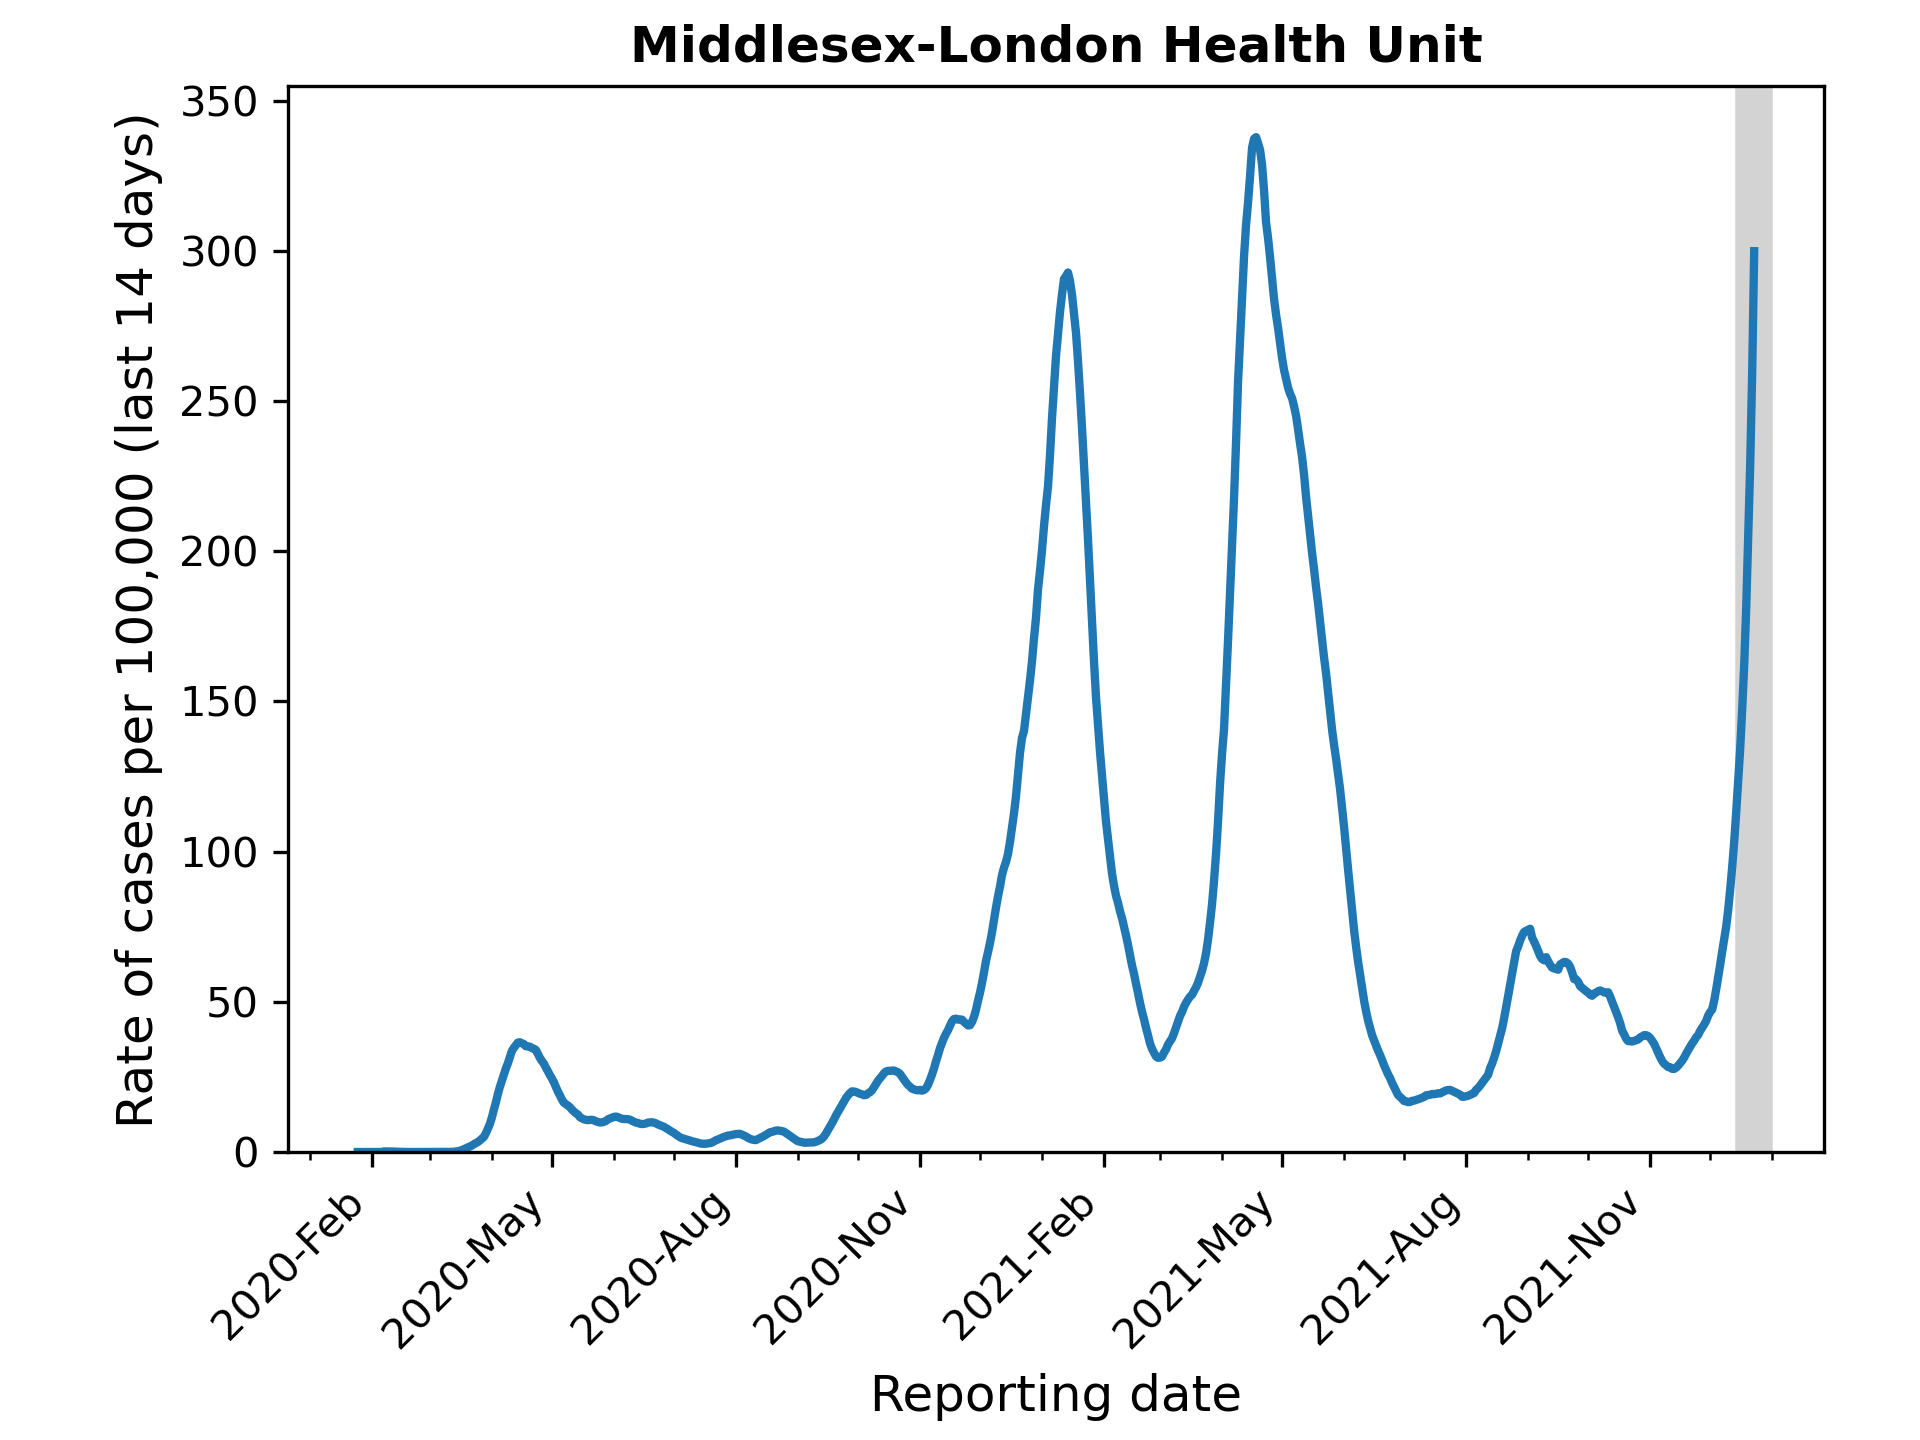 Middlesex-London Health Unit
Rate of cases per 100,000 (last 14 days)
350
300
250
200
150
100
50
0
2020-Feb
2020-May
2020-Aug
2020-Nov
2021-Feb
2021-May
2021-Aug
2021-Nov
Reporting date